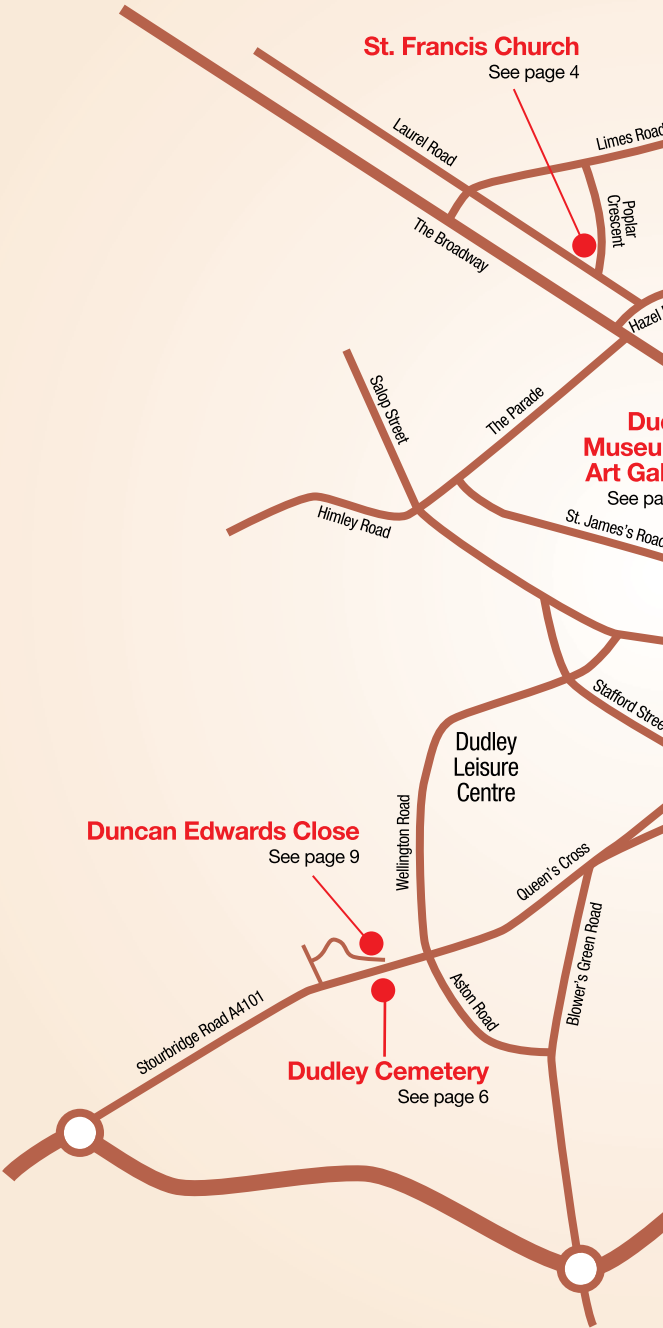 St. Francis Church
See page 4
Laurel Road
Limes Road
Poplar
Crescent
The Broadway
Hazel
Salop Street
The Parade
Museu
Art Gal
See pa
Himley Road
St. James's Road
Stafford Stree
Dudley
Leisure
Centre
Duncan Edwards Close
See page 9
Wellington Road
Queen's Cross
Blower's Green Road
Aston Road
Stourbridge Road A4101
Dudley Cemetery
See page 6